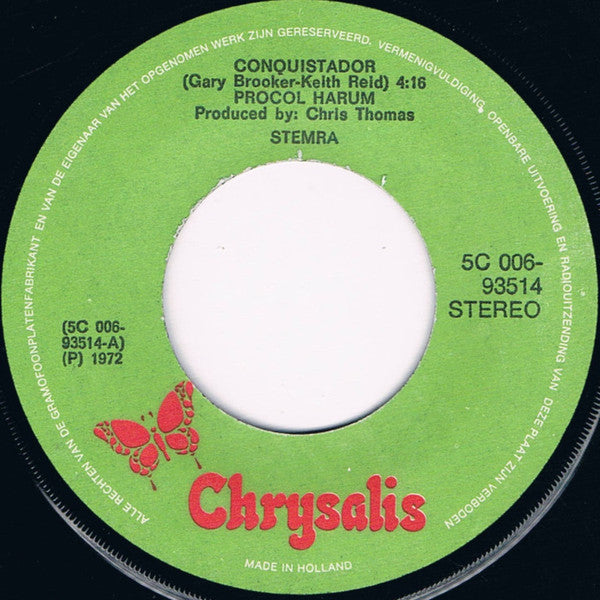 ALLE RECHTEN VAN DE GRAMOFOONPLATENFABRIKANT EN VAN DE EIGENAAR VAN HET OPGENOMEN WERK ZIJN GERESERVEERD. VERMENIGVULDIGING, OPENBARE UITVOERING EN RADIOUITZENDING VAN DEZE PLAAT ZIJN VERBODEN
CONQUISTADOR
(Gary Brooker-Keith Reid) 4:16
PROCOL HARUM
Produced by: Chris Thomas
STEMRA
5C 006-
93514
STEREO
(5C 006-
93514-A)
(P) 1972
Chrysalis
MADE IN HOLLAND